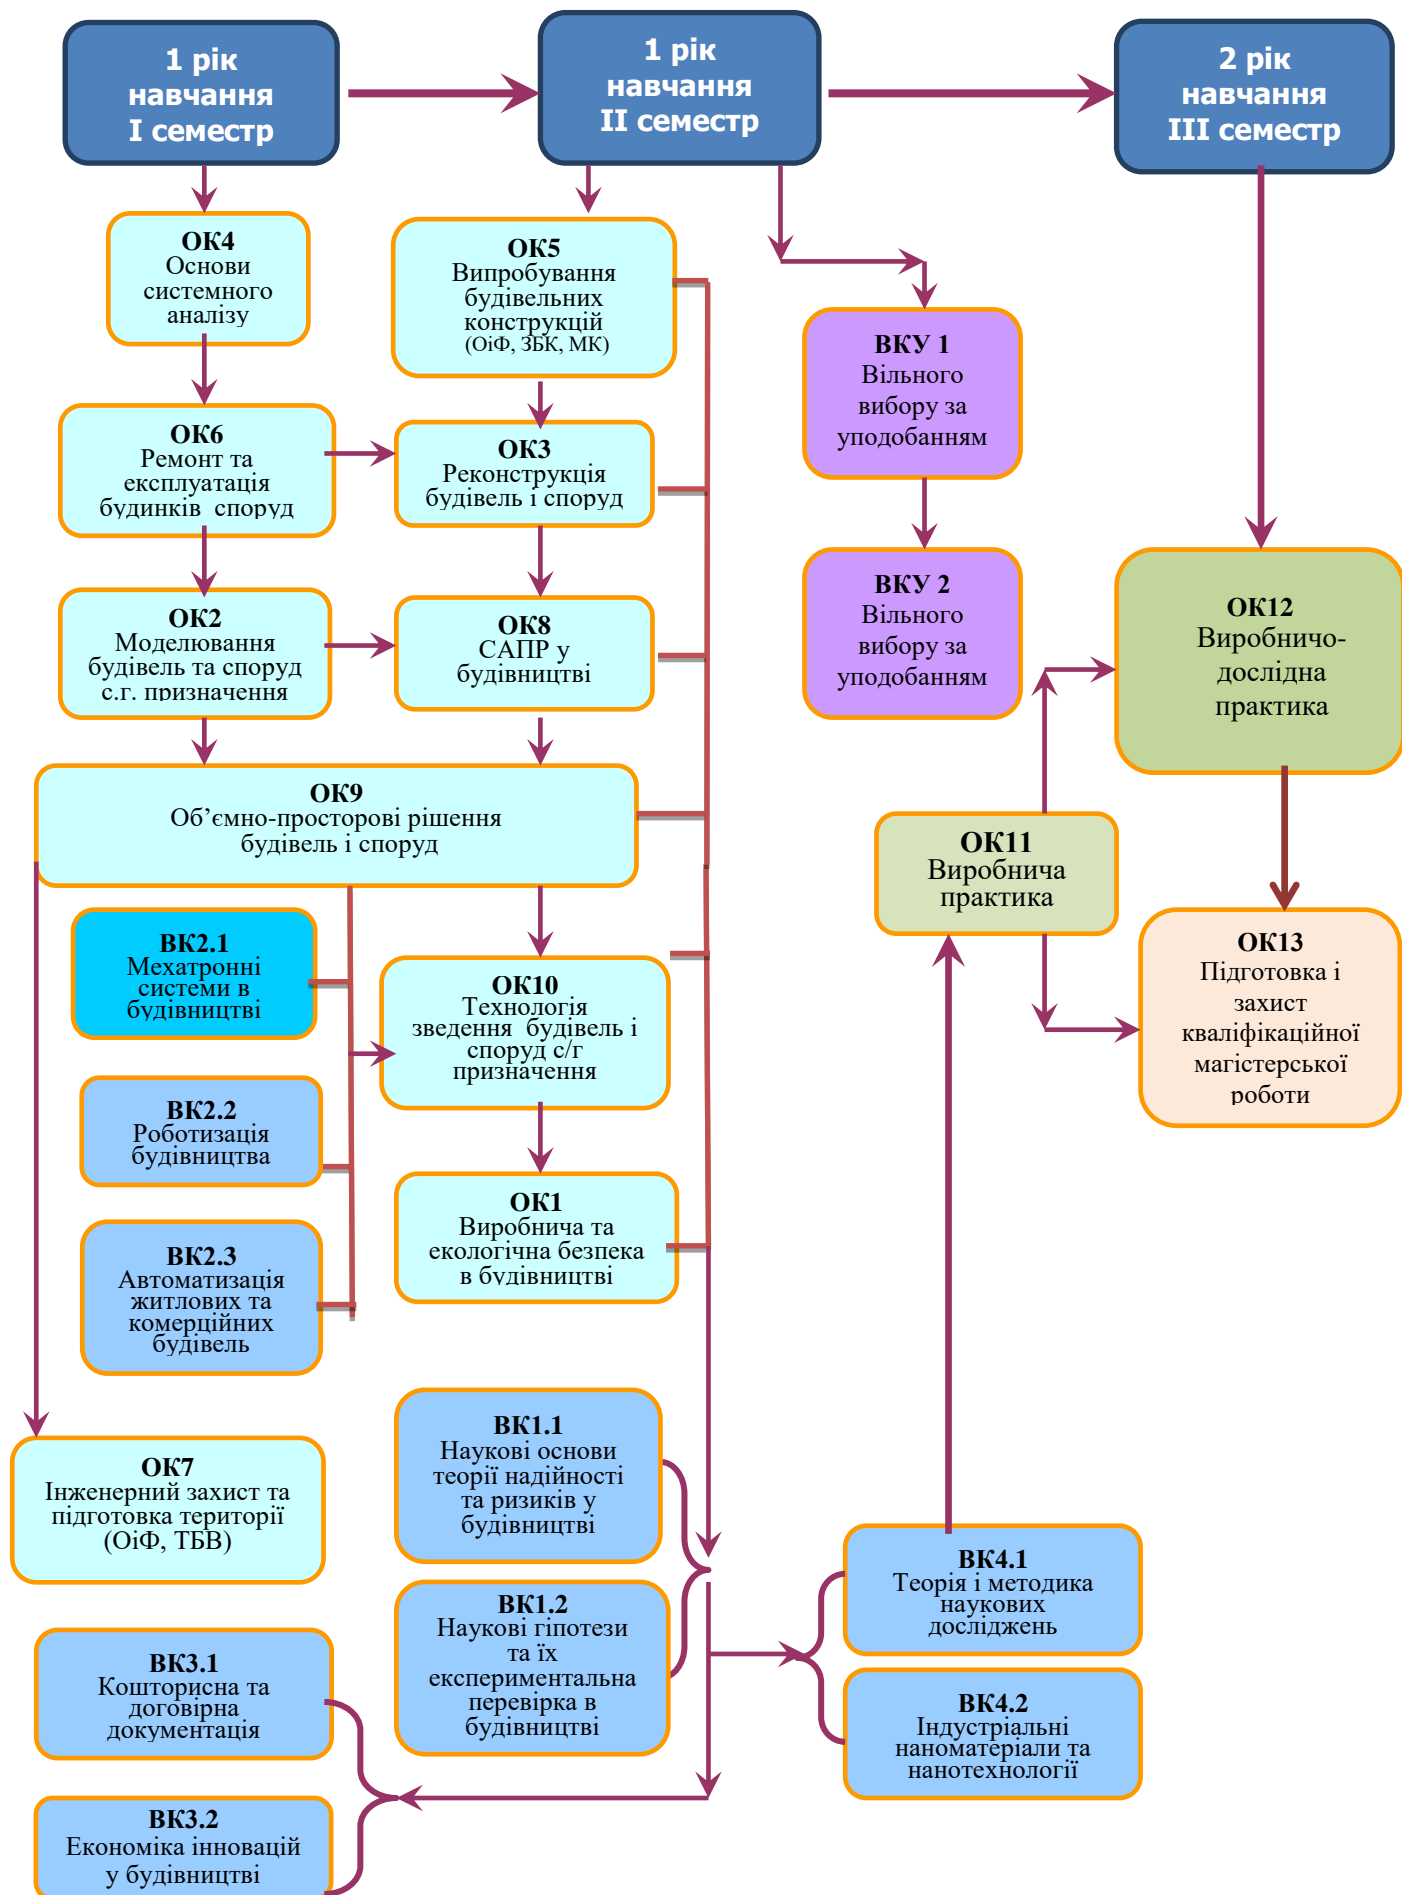 1 рік
навчання
І семестр
1 рік
навчання
ІІ семестр
2 рік
навчання
ІІІ семестр
ОК4
Основи
системного
аналізу
ОК5
Випробування
будівельних
конструкцій
(ОіФ, ЗБК, МК)
ВКУ 1
Вільного
вибору за
уподобанням
ОК6
Ремонт та
експлуатація
будинків споруд
ОК3
Реконструкція
будівель і споруд
ВКУ 2
Вільного
вибору за
уподобанням
ОК12
Виробничо-
дослідна
практика
ОК2
Моделювання
будівель та споруд
с.г. призначення
ОК8
САПР у
будівництві
ОК9
Об’ємно-просторові рішення
будівель і споруд
ОК11
Виробнича
практика
ВК2.1
Мехатронні
системи в
будівництві
ОК10
Технологія
зведення будівель і
споруд с/г
призначення
ОК13
Підготовка і
захист
кваліфікаційної
магістерської
роботи
ВК2.2
Роботизація
будівництва
ОК1
Виробнича та
екологічна безпека
в будівництві
ВК2.3
Автоматизація
житлових та
комерційних
будівель
ВК1.1
Наукові основи
теорії надійності
та ризиків у
будівництві
ОК7
Інженерний захист та
підготовка території
(ОіФ, ТБВ)
ВК4.1
Теорія і методика
наукових
досліджень
ВК1.2
Наукові гіпотези
та їх
експериментальна
перевірка в
будівництві
ВК3.1
Кошторисна та
договірна
документація
ВК4.2
Індустріальні
наноматеріали та
нанотехнології
ВК3.2
Економіка інновацій
у будівництві